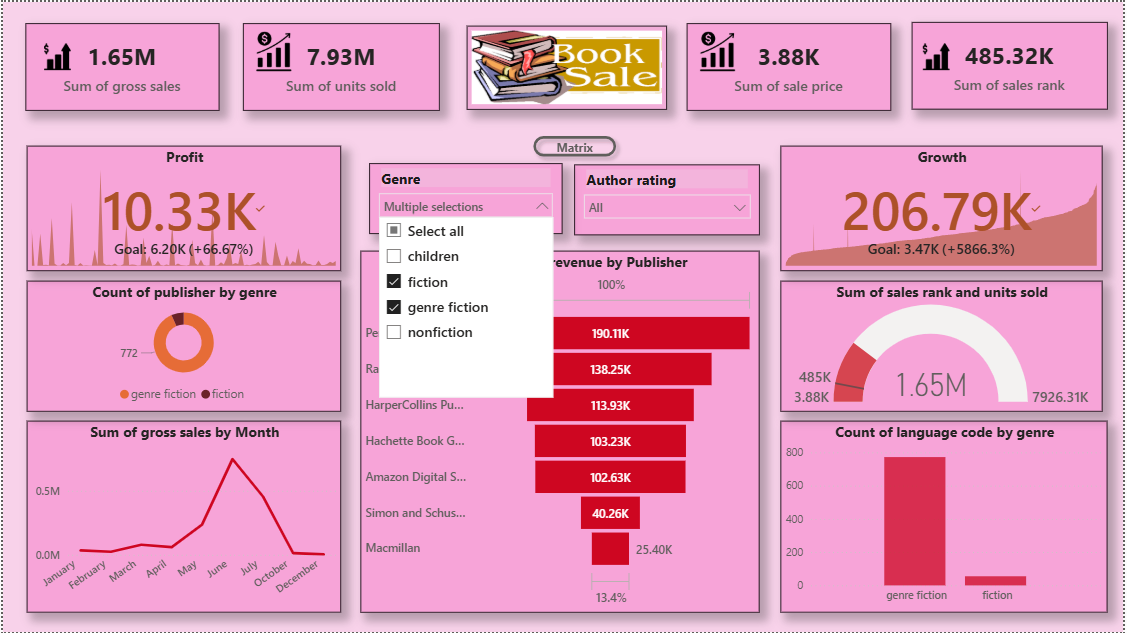 1.65M
Sum of gross sales
7.93M
Sum of units sold
Book
Sale
3.88K
Sum of sale price
485.32K
Sum of sales rank
Matrix
Profit
10.33K
Goal: 6.20K (+66.67%)
Genre
Multiple selections
Select all
children
fiction
genre fiction
nonfiction
Author rating
All
Growth
206.79K
Goal: 3.47K (+5866.3%)
Count of publisher by genre
772
genre fiction
fiction
revenue by Publisher
100%
Pe
190.11K
Ra
138.25K
HarperCollins Pu...
113.93K
Hachette Book G...
103.23K
Amazon Digital S...
102.63K
Simon and Schus...
40.26K
Macmillan
25.40K
13.4%
Sum of sales rank and units sold
485K
3.88K
1.65M
7926.31K
Sum of gross sales by Month
0.5M
0.0M
January
February
March
April
May
June
July
October
December
Count of language code by genre
800
600
400
200
0
genre fiction
fiction